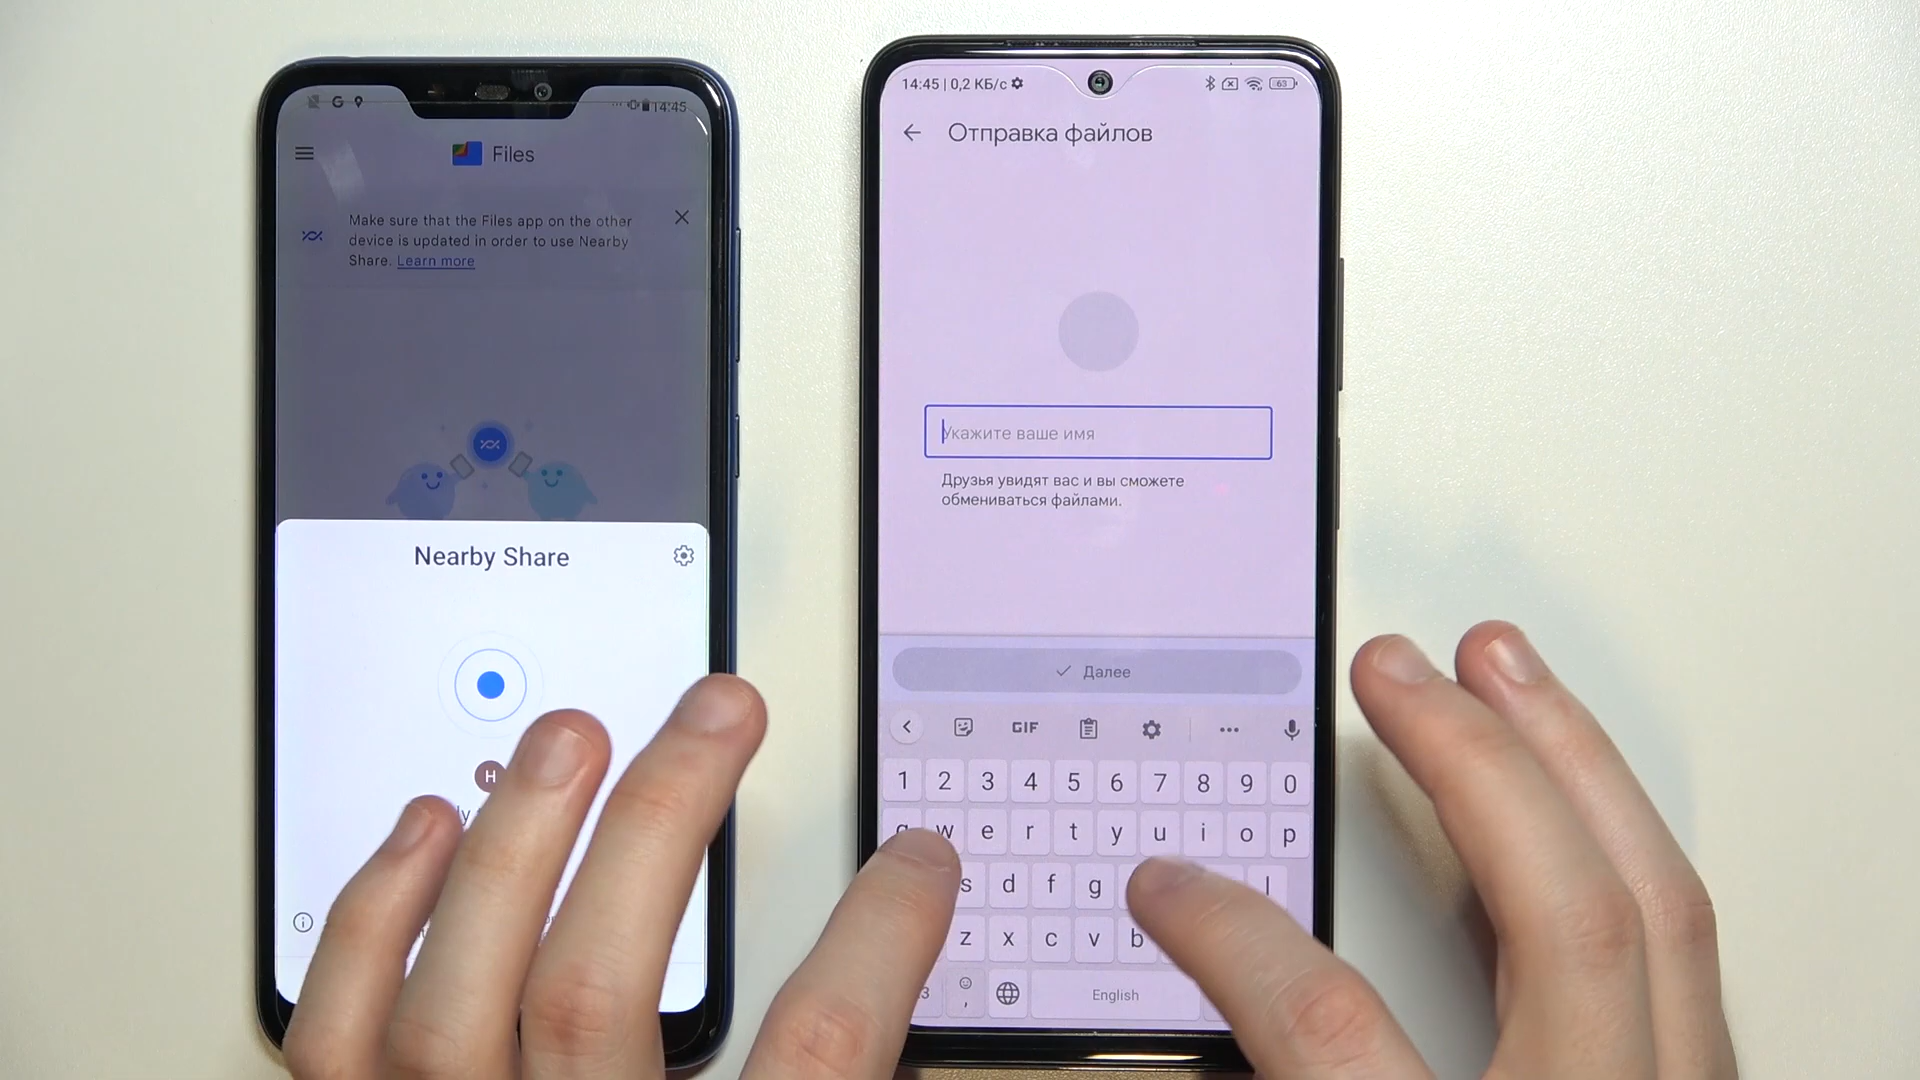 G
14:45
Files
Make sure that the Files app on the other
device is updated in order to use Nearby
Share. Learn more
Nearby Share
H
14:45 | 0,2 КБ/с
63
Отправка файлов
Укажите ваше имя
Друзья увидят вас и вы сможете
обмениваться файлами.
Далее
GIF
1 2 3 4 5 6 7 8 9 0
q w e r t y u i o p
s d f g l
z x c v b
,
English